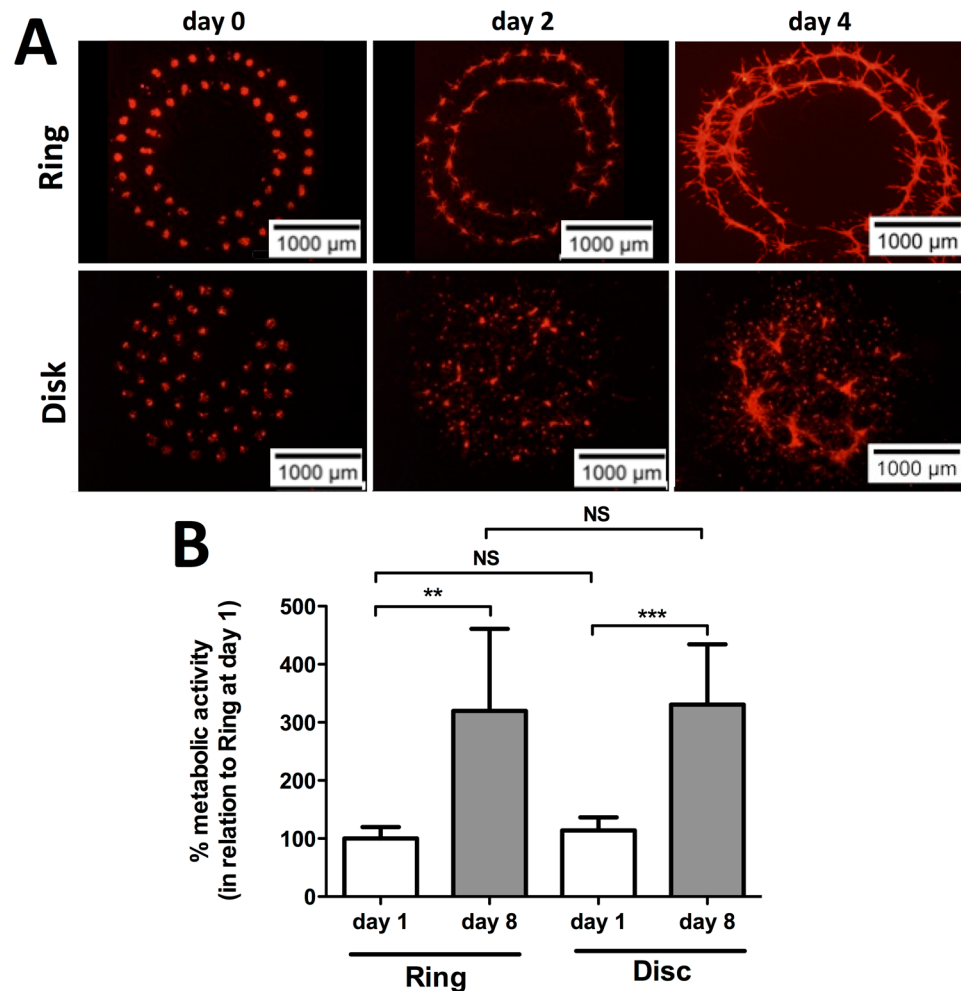 A
day 0 day 2 day 4
Ring
1000 µm 1000 µm 1000 µm
Disk
1000 µm 1000 µm 1000 µm
B
NS
NS
** ***
% metabolic activity
(in relation to Ring at day 1)
500
400
300
200
100
0
day 1 day 8 day 1 day 8
Ring Disc